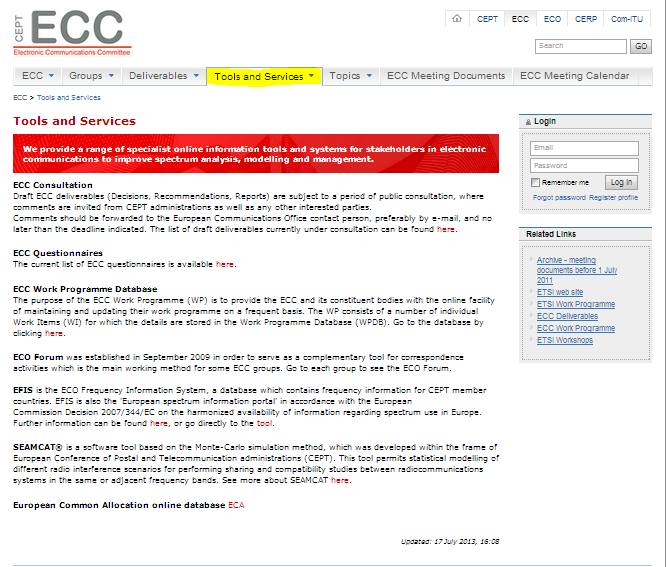 CEPT
ECC
Electronic Communications Committee
CEPT ECC ECO CERP Com-ITU
Search GO
ECC Groups Deliverables Tools and Services Topics ECC Meeting Documents ECC Meeting Calendar
ECC > Tools and Services
Tools and Services
We provide a range of specialist online information tools and systems for stakeholders in electronic
communications to improve spectrum analysis, modelling and management.
ECC Consultation
Draft ECC deliverables (Decisions, Recommendations, Reports) are subject to a period of public consultation, where
comments are invited from CEPT administrations as well as any other interested parties.
Comments should be forwarded to the European Communications Office contact person, preferably by e-mail, and no
later than the deadline indicated. The list of draft deliverables currently under consultation can be found here.
ECC Questionnaires
The current list of ECC questionnaires is available here.
ECC Work Programme Database
The purpose of the ECC Work Programme (WP) is to provide the ECC and its constituent bodies with the online facility
of maintaining and updating their work programme on a frequent basis. The WP consists of a number of individual
Work Items (WI) for which the details are stored in the Work Programme Database (WPDB). Go to the database by
clicking here.
ECO Forum was established in September 2009 in order to serve as a complementary tool for correspondence
activities which is the main working method for some ECC groups. Go to each group to see the ECO Forum.
EFIS is the ECO Frequency Information System, a database which contains frequency information for CEPT member
countries. EFIS is also the 'European spectrum information portal' in accordance with the European
Commission Decision 2007/344/EC on the harmonized availability of information regarding spectrum use in Europe.
Further information can be found here, or go directly to the tool.
SEAMCAT® is a software tool based on the Monte-Carlo simulation method, which was developed within the frame of
European Conference of Postal and Telecommunication administrations (CEPT). This tool permits statistical modelling of
different radio interference scenarios for performing sharing and compatibility studies between radiocommunications
systems in the same or adjacent frequency bands. See more about SEAMCAT here.
European Common Allocation online database ECA
Updated: 17 July 2013, 16:08
Login
Email
Password
Remember me Log In
Forgot password Register profile
Related Links
Archive - meeting
documents before 1 July
2011
ETSI web site
ETSI Work Programme
ECC Deliverables
ECC Work Programme
ETSI Workshops